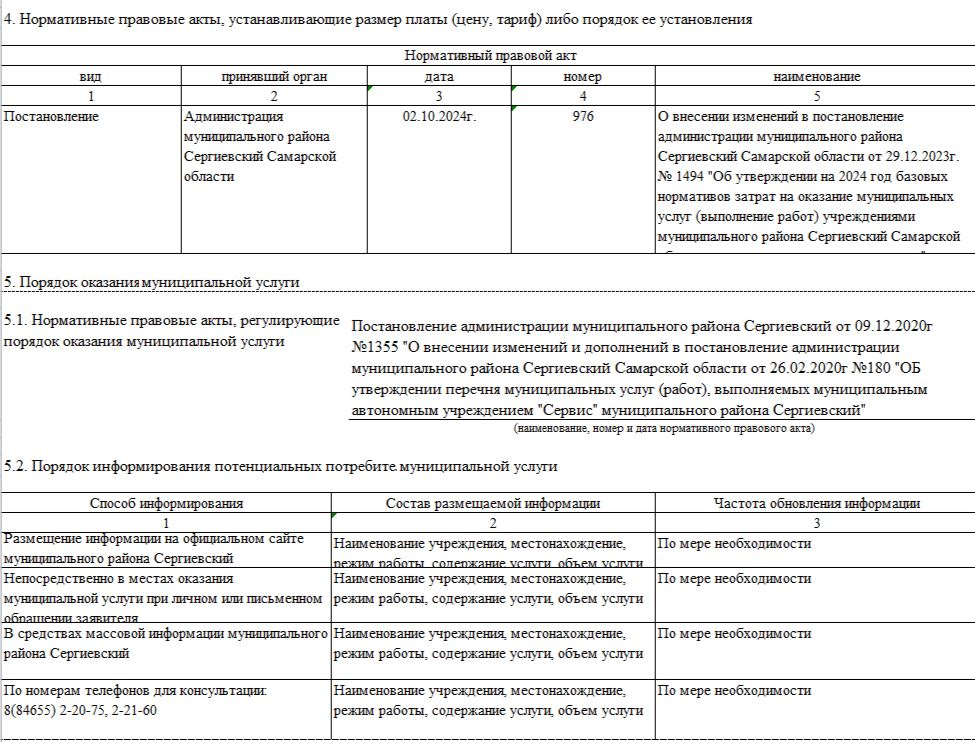 4. Нормативные правовые акты, устанавливающие размер платы (цену, тариф) либо порядок ее установления
Нормативный правовой акт
вид принявший орган дата номер наименование
1 2 3 4 5
Постановление Администрация муниципального района Сергиевский Самарской области 02.10.2024г. 976 О внесении изменений в постановление
администрации муниципального района
Сергиевский Самарской области от 29.12.2023г.
№ 1494 "Об утверждении на 2024 год базовых
нормативов затрат на оказание муниципальных
услуг (выполнение работ) учреждениями
муниципального района Сергиевский Самарской
5. Порядок оказания муниципальной услуги
5.1. Нормативные правовые акты, регулирующие
порядок оказания муниципальной услуги
Постановление администрации муниципального района Сергиевский от 09.12.2020г
№1355 "О внесении изменений и дополнений в постановление администрации
муниципального района Сергиевский Самарской области от 26.02.2020г №180 "ОБ
утверждении перечня муниципальных услуг (работ), выполняемых муниципальным
автономным учреждением "Сервис" муниципального района Сергиевский"
(наименование, номер и дата нормативного правового акта)
5.2. Порядок информирования потенциальных потребите. муниципальной услуги
Способ информирования Состав размещаемой информации Частота обновления информации
1 2 3
Размещение информации на официальном сайте
муниципального района Сергиевский
Наименование учреждения, местонахождение,
режим работы, содержание услуги, объем услуги
По мере необходимости
Непосредственно в местах оказания
муниципальной услуги при личном или письменном
обращении заявителя
Наименование учреждения, местонахождение,
режим работы, содержание услуги, объем услуги
По мере необходимости
В средствах массовой информации муниципального
района Сергиевский
Наименование учреждения, местонахождение,
режим работы, содержание услуги, объем услуги
По мере необходимости
По номерам телефонов для консультации:
8(84655) 2-20-75, 2-21-60
Наименование учреждения, местонахождение,
режим работы, содержание услуги, объем услуги
По мере необходимости